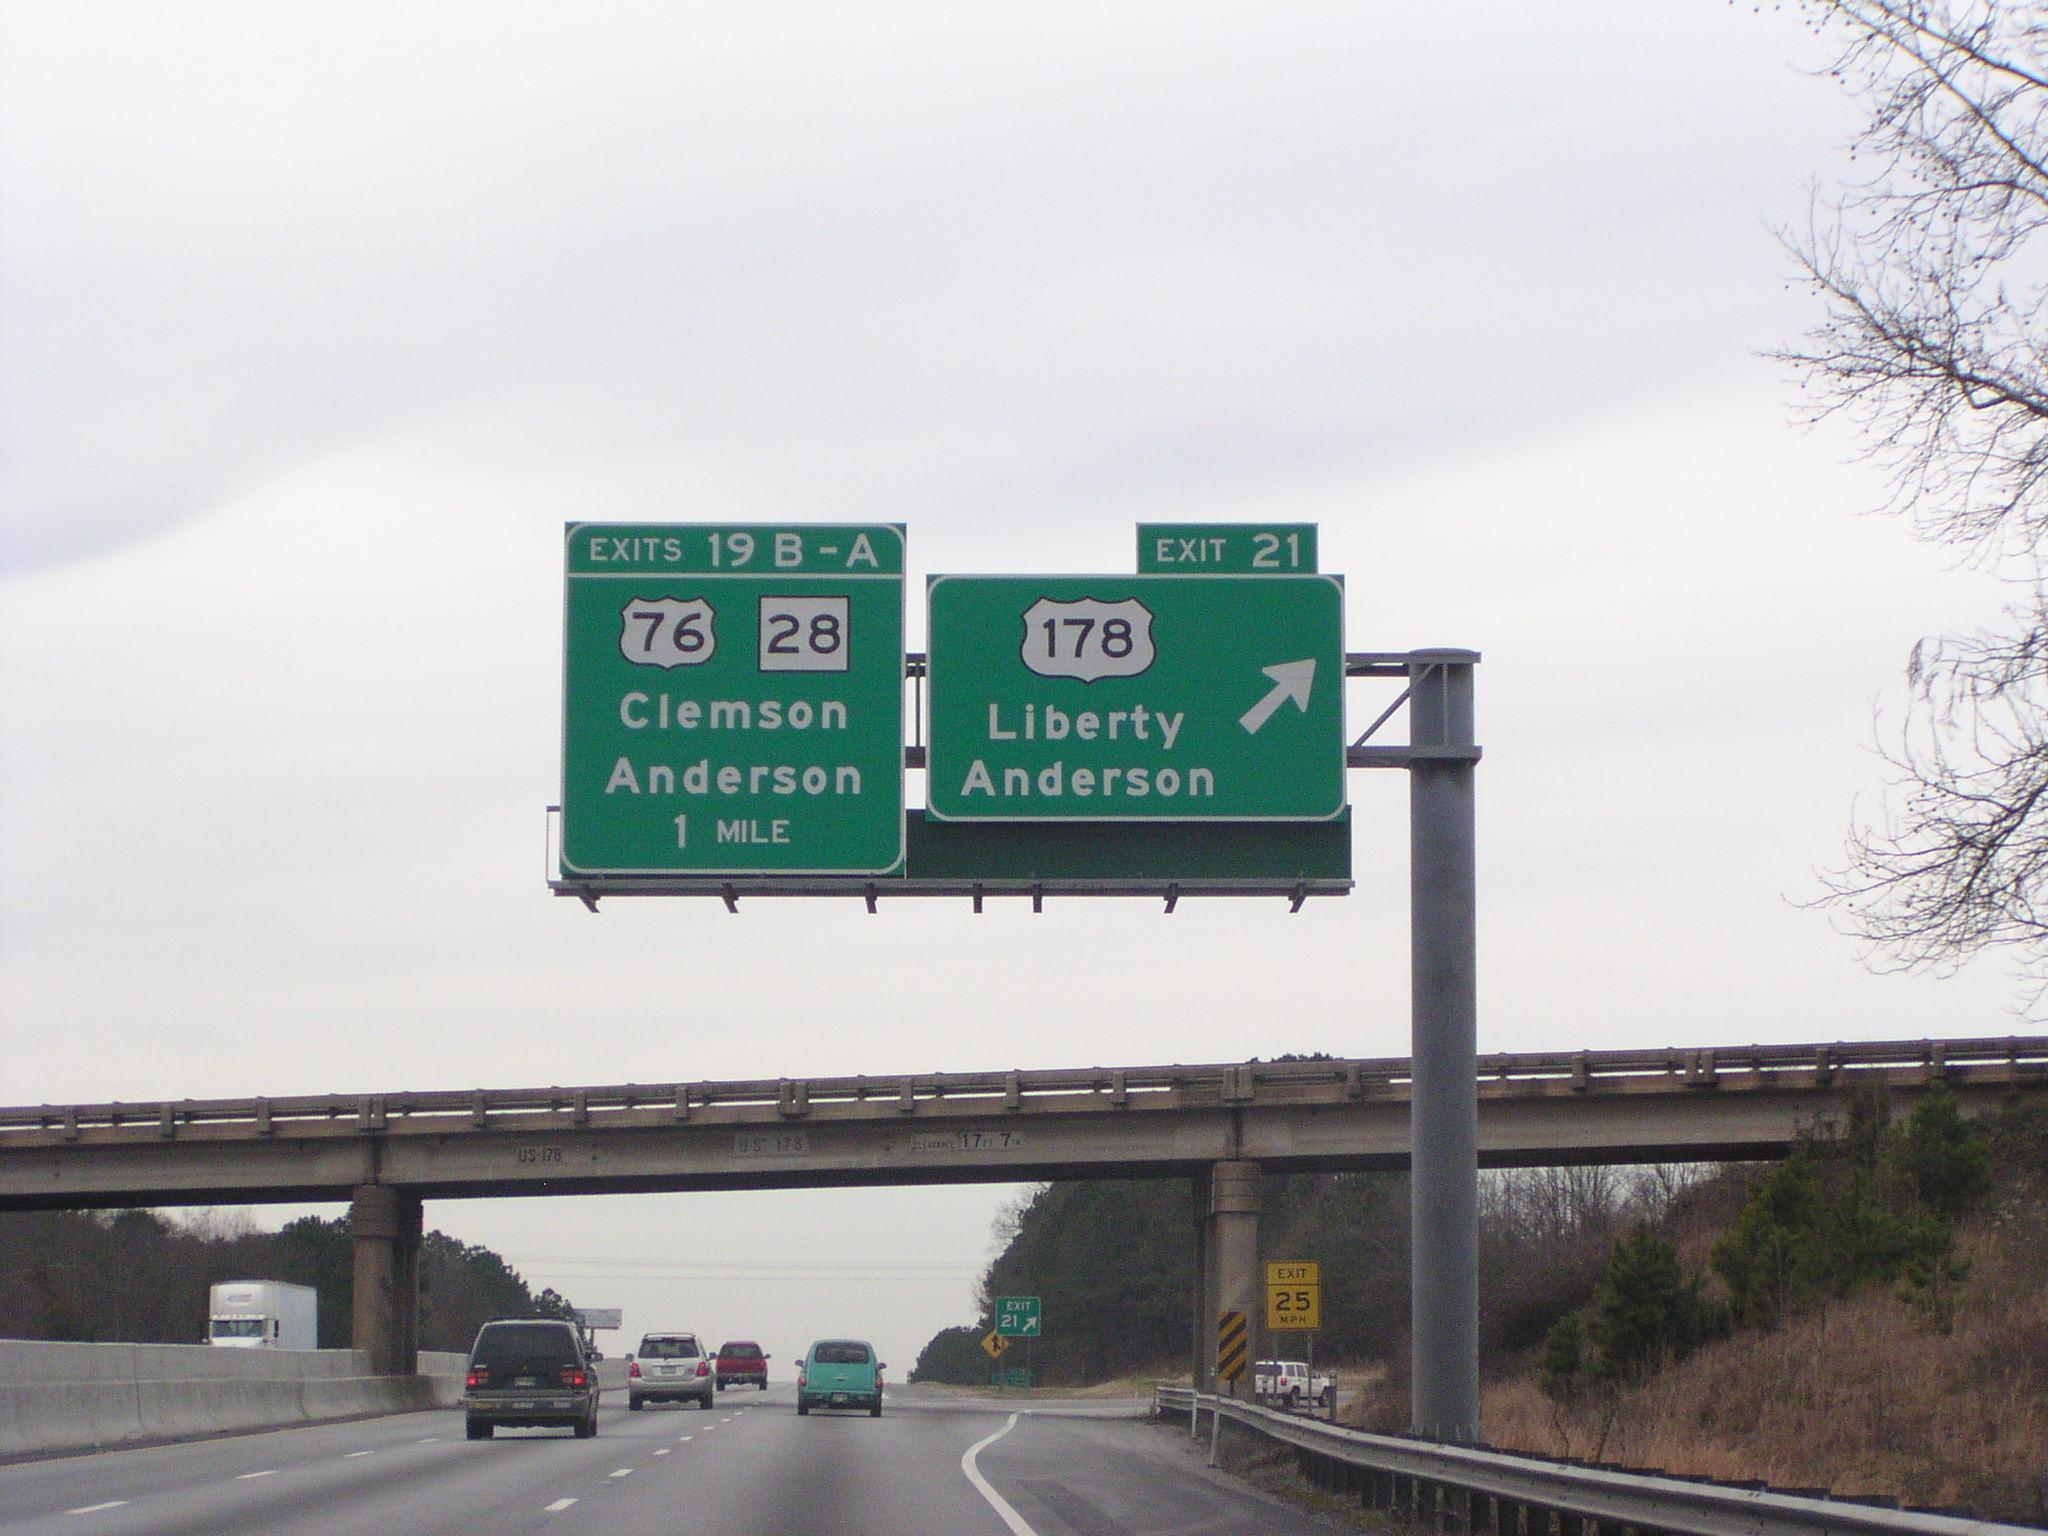 EXITS 19 B - A
76 28
Clemson
Anderson
1 MILE
EXIT 21
178
Liberty
Anderson
US-178
US 178
CLEARANCE 17 FT 7 IN
EXIT
21
EXIT
25
MPH